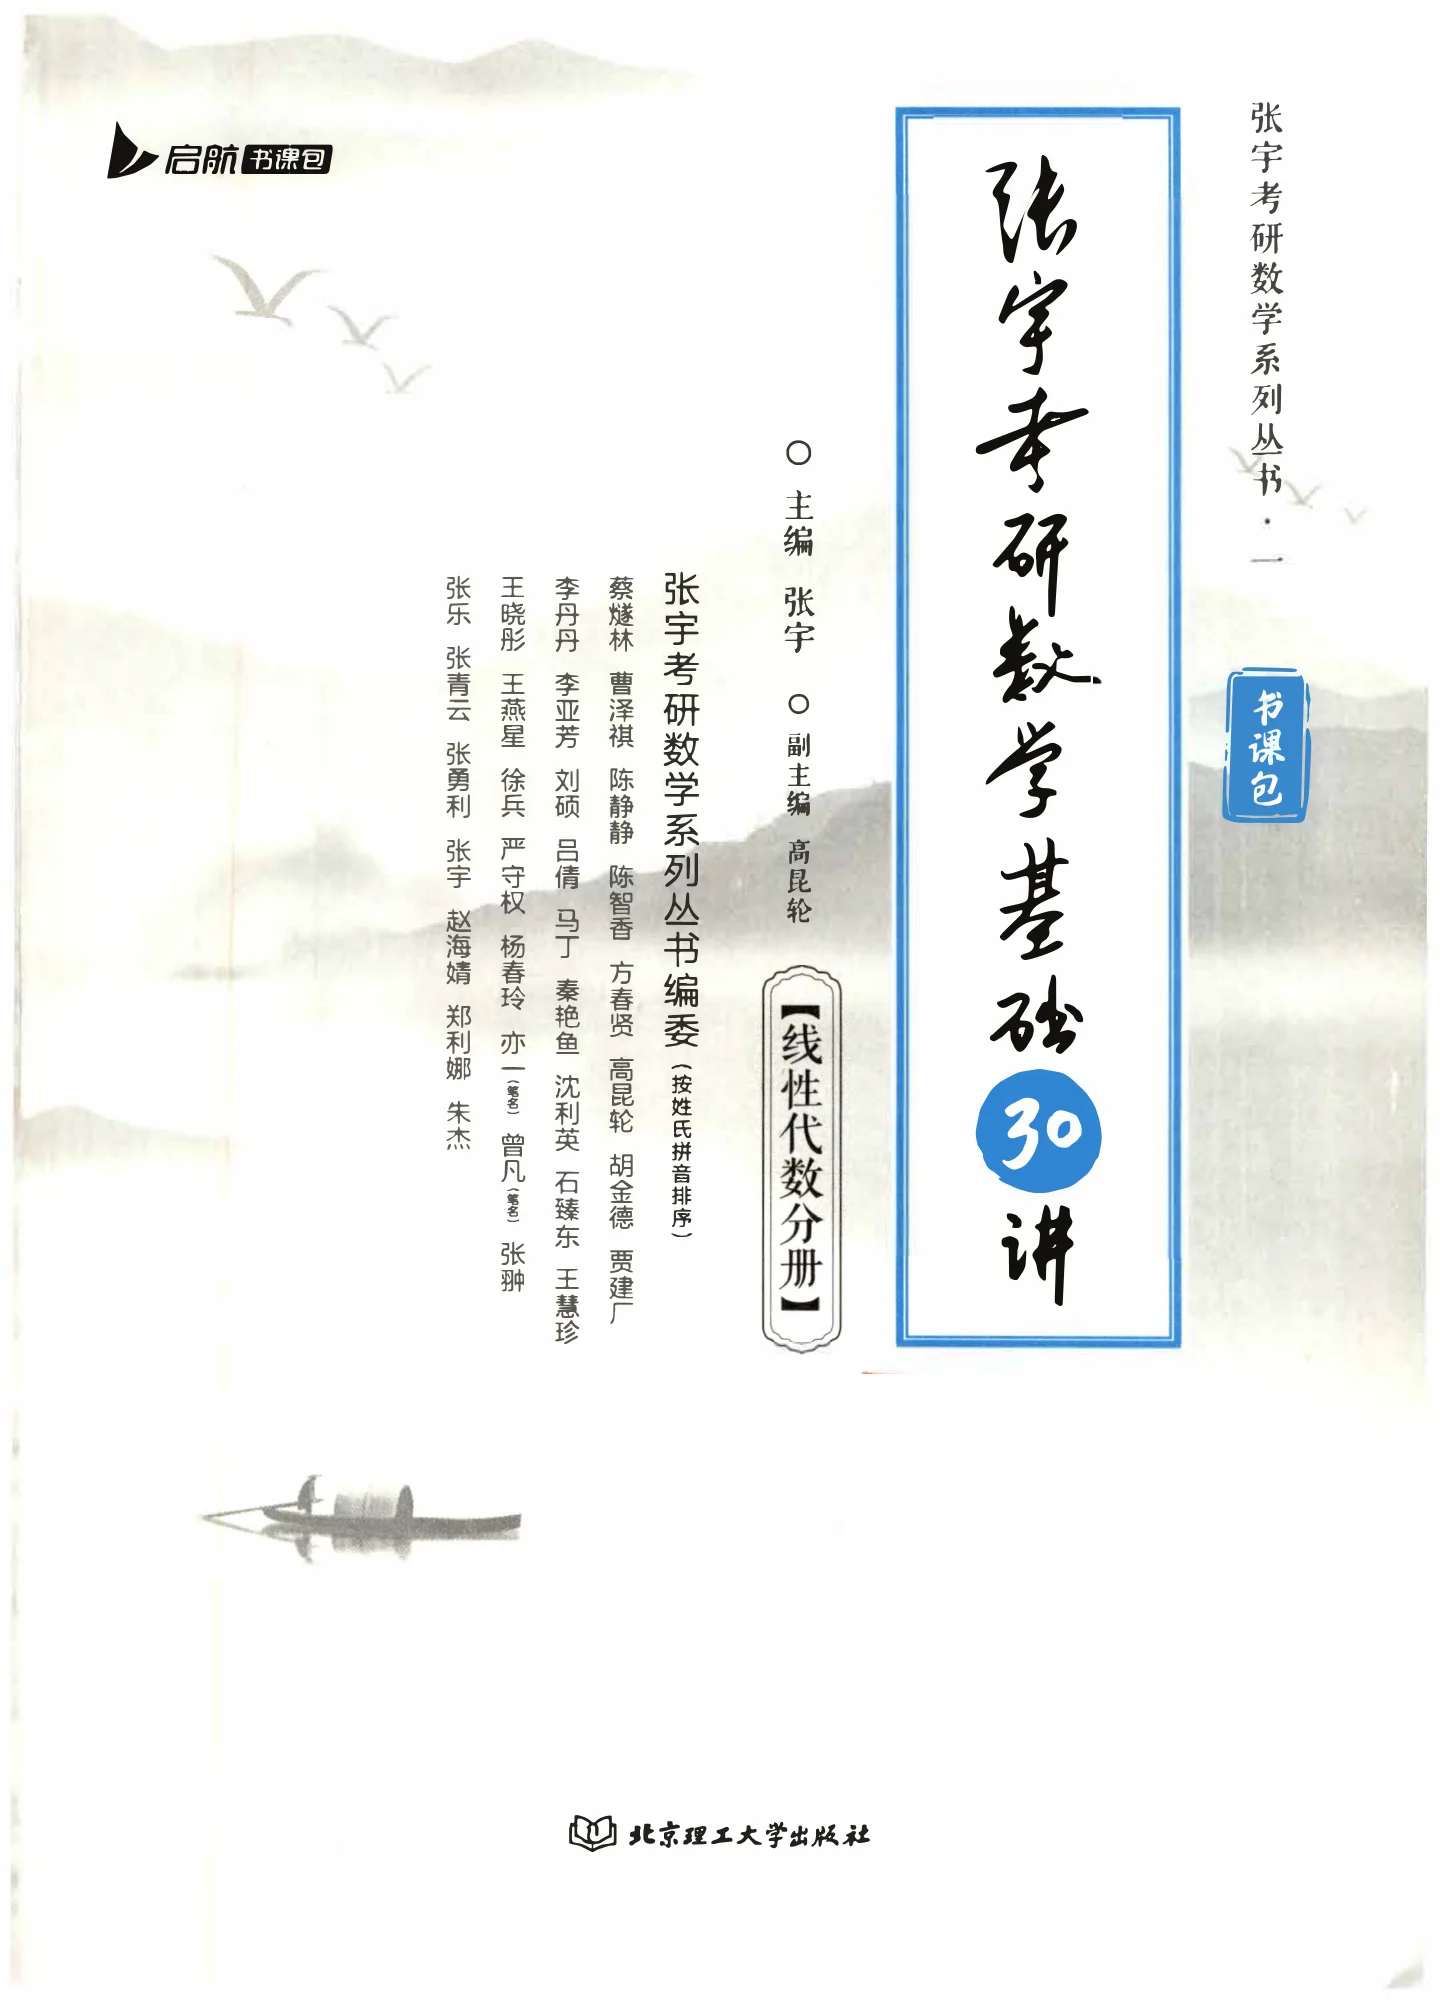 启航 书课包
张宇考研数学系列丛书·一
书课包
张宇考研数学基础30讲
○ 主编 张宇 ○ 副主编 高昆轮
【线性代数分册】
张宇考研数学系列丛书编委(按姓氏拼音排序)
蔡燧林 曹泽祺 陈静静 陈智香 方春贤 高昆轮 胡金德 贾建厂
李丹丹 李亚芳 刘硕 吕倩 马丁 秦艳鱼 沈利英 石臻东 王慧珍
王晓彤 王燕星 徐兵 严守权 杨春玲 亦一(笔名) 曾凡(笔名) 张翀
张乐 张青云 张勇利 张宇 赵海婧 郑利娜 朱杰
北京理工大学出版社